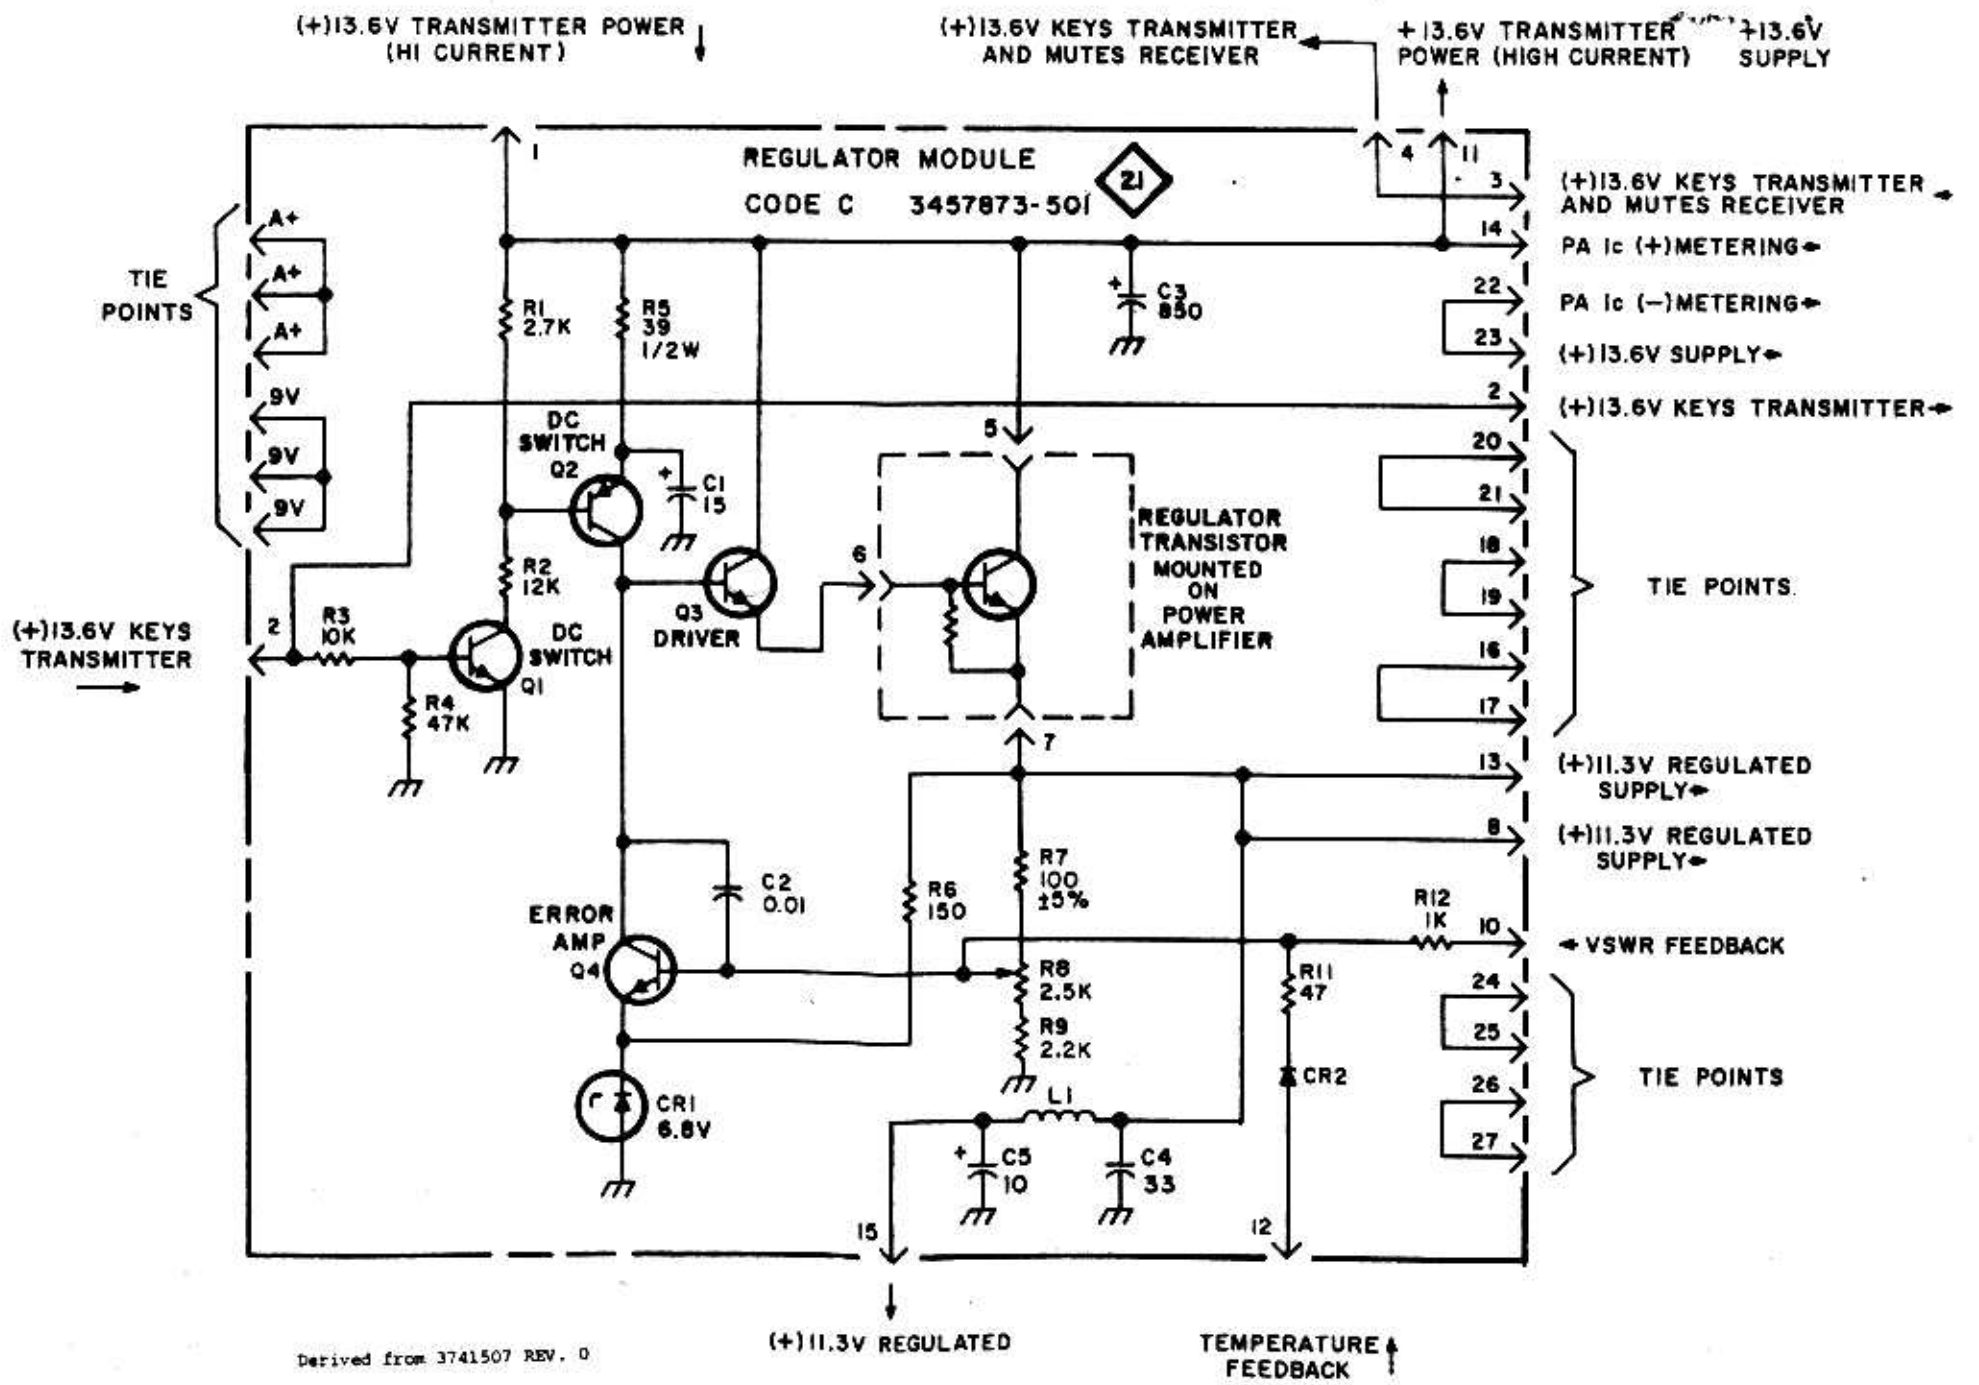 (+)13.6V TRANSMITTER POWER
(HI CURRENT)
(+)13.6V KEYS TRANSMITTER
AND MUTES RECEIVER
+13.6V TRANSMITTER
POWER (HIGH CURRENT)
+13.6V
SUPPLY
1
REGULATOR MODULE
21
CODE C 3457873-501
4
11
3
(+)13.6V KEYS TRANSMITTER
AND MUTES RECEIVER
14
PA Ic (+) METERING
22
PA Ic (-) METERING
23
(+)13.6V SUPPLY
2
(+)13.6V KEYS TRANSMITTER
TIE
POINTS
A+
A+
A+
9V
9V
9V
R1
2.7K
R5
39
1/2W
C3
850
DC
SWITCH
Q2
+
C1
15
+
5
REGULATOR
TRANSISTOR
MOUNTED
ON
POWER
AMPLIFIER
6
20
21
18
19
16
17
TIE POINTS.
R2
12K
Q3
DRIVER
(+)13.6V KEYS
TRANSMITTER
2
R3
10K
DC
SWITCH
Q1
R4
47K
7
13
(+)11.3V REGULATED
SUPPLY
8
(+)11.3V REGULATED
SUPPLY
C2
0.01
R6
150
R7
100
±5%
R12
1K
10
VSWR FEEDBACK
ERROR
AMP
Q4
R8
2.5K
R11
47
24
25
26
27
TIE POINTS
R9
2.2K
CR2
CR1
6.8V
L1
+
C5
10
C4
33
15
12
(+)11.3V REGULATED
TEMPERATURE
FEEDBACK
Derived from 3741507 REV. 0